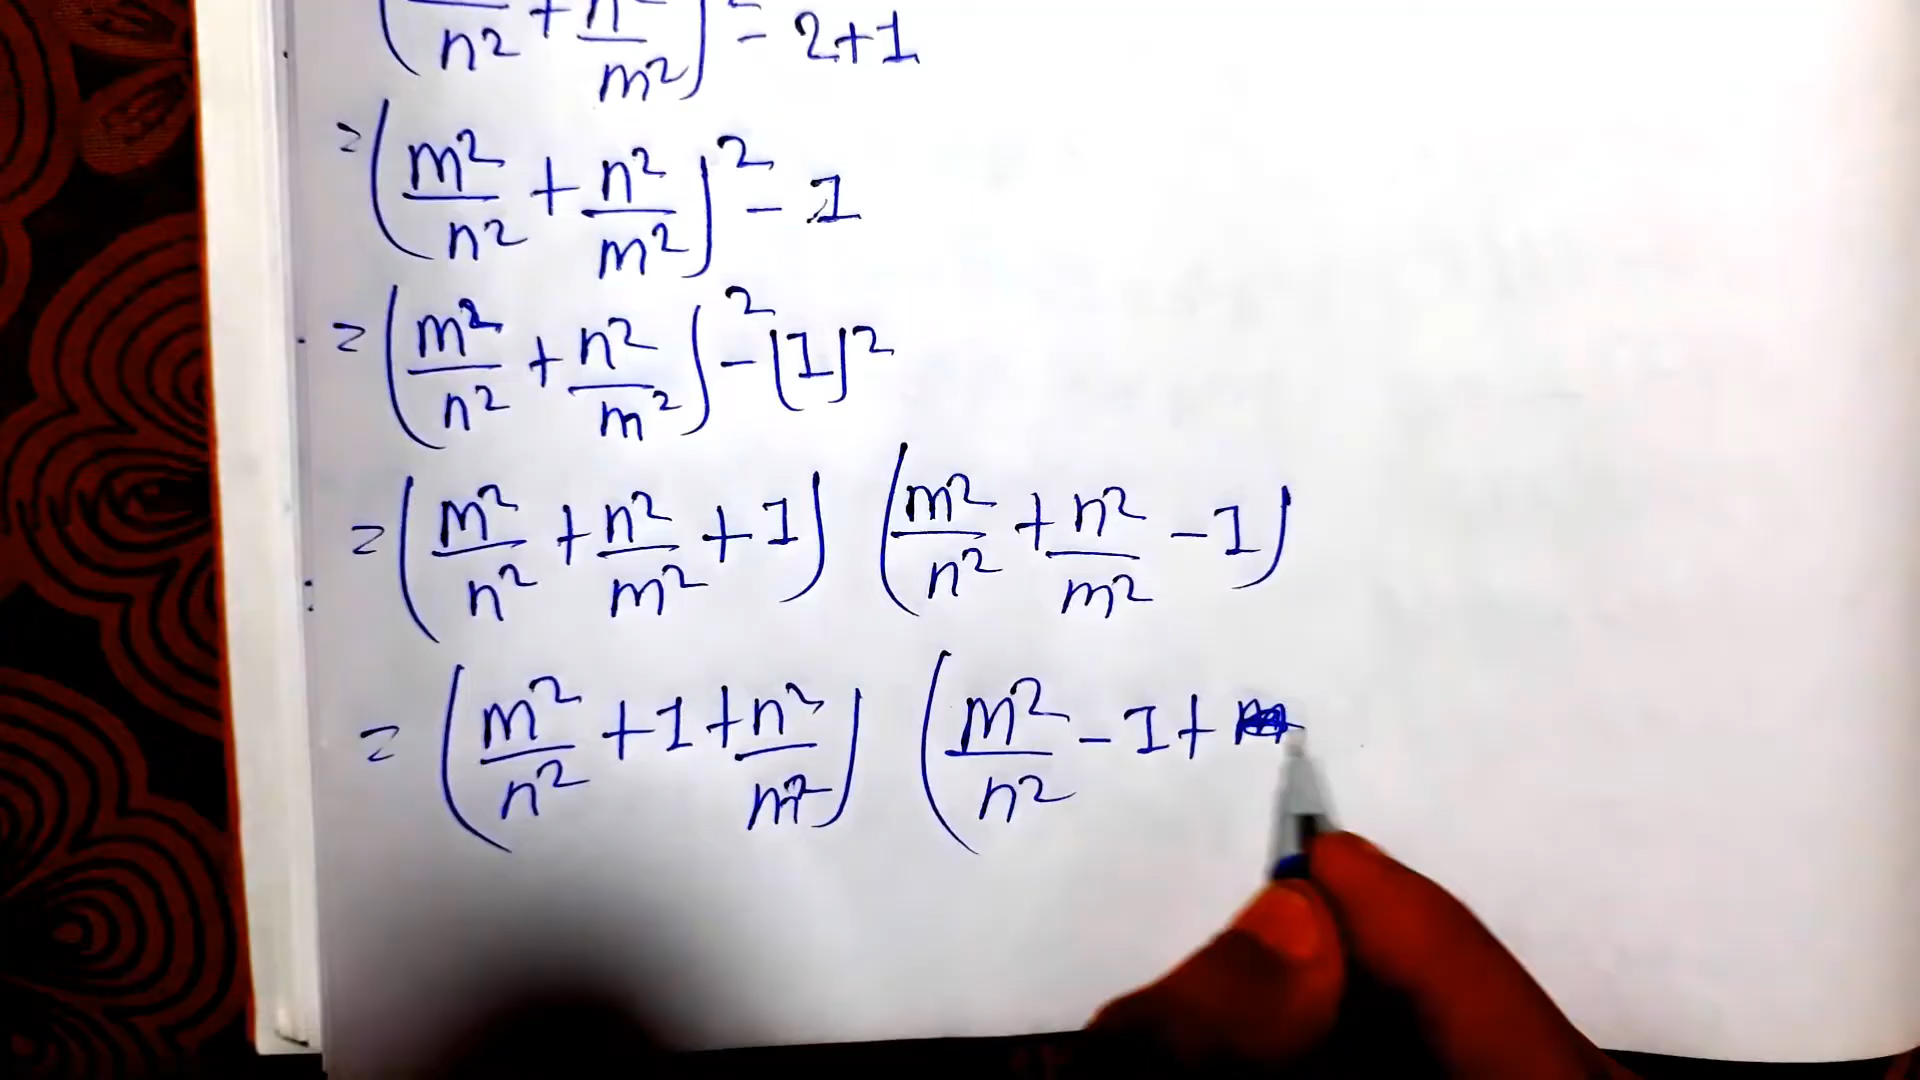 (/n² + n²/m²)² - 2+1
= (m²/n² + n²/m²)² - 1
= (m²/n² + n²/m²)² - (1)²
= (m²/n² + n²/m² + 1) (m²/n² + n²/m² - 1)
= (m²/n² + 1 + n²/m²) (m²/n² - 1 +